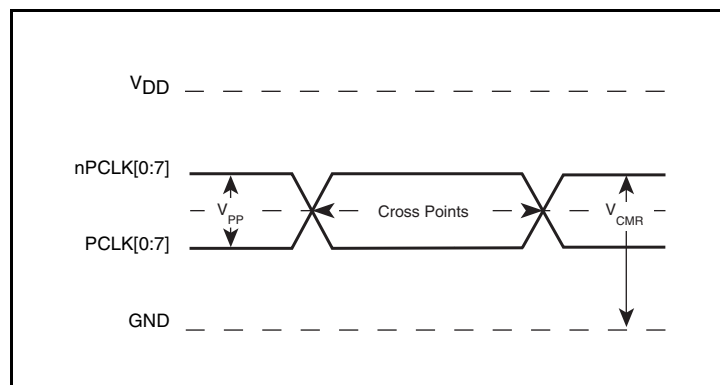 VDD
nPCLK[0:7]
VPP
Cross Points
VCMR
PCLK[0:7]
GND